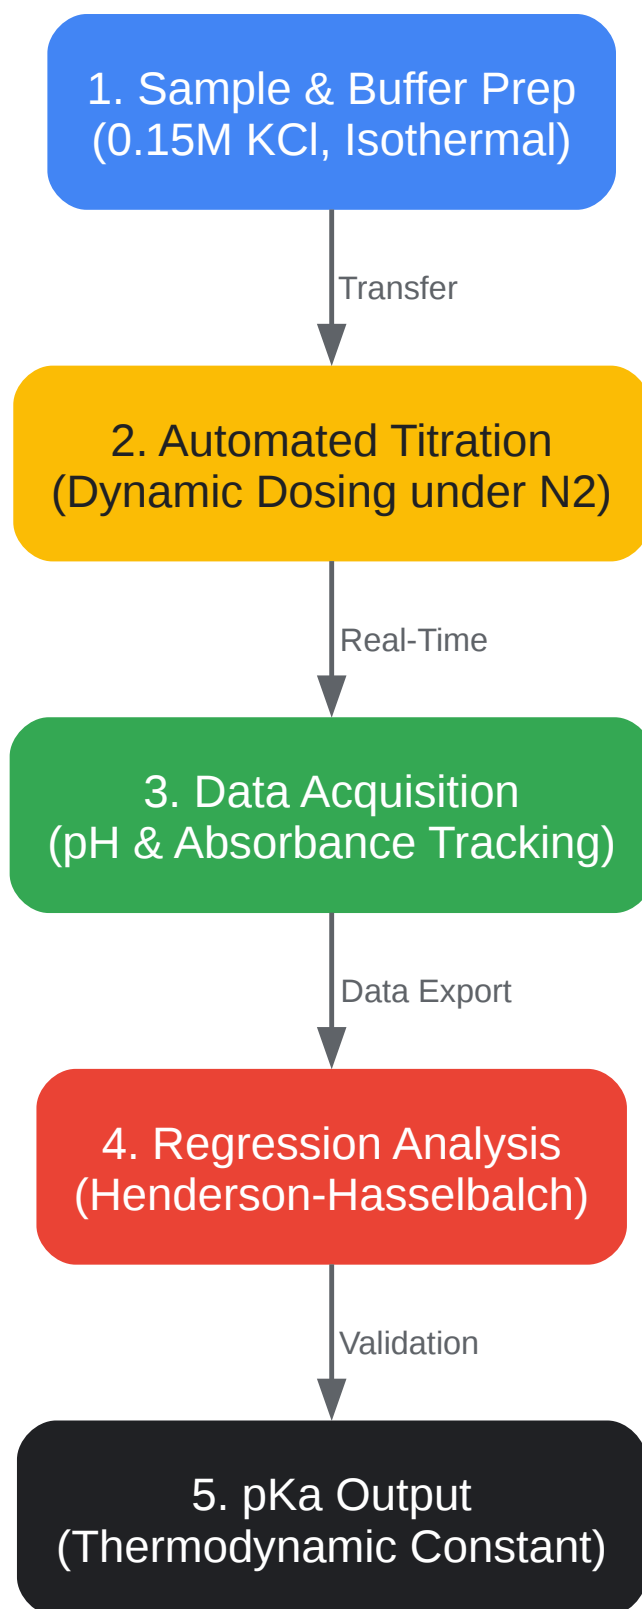 1. Sample & Buffer Prep
(0.15M KCl, Isothermal)
Transfer
2. Automated Titration
(Dynamic Dosing under N2)
Real-Time
3. Data Acquisition
(pH & Absorbance Tracking)
Data Export
4. Regression Analysis
(Henderson-Hasselbalch)
Validation
5. pKa Output
(Thermodynamic Constant)